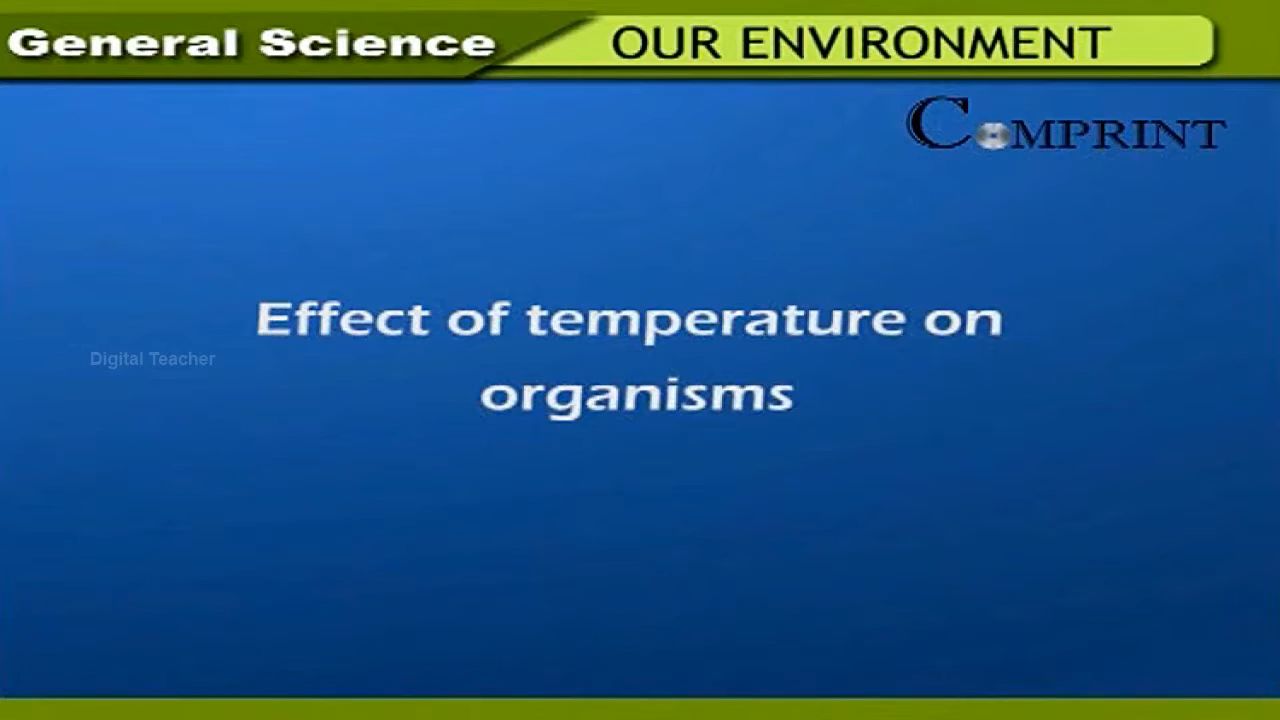 General Science
OUR ENVIRONMENT
COMPRINT
Effect of temperature on
Digital Teacher
organisms